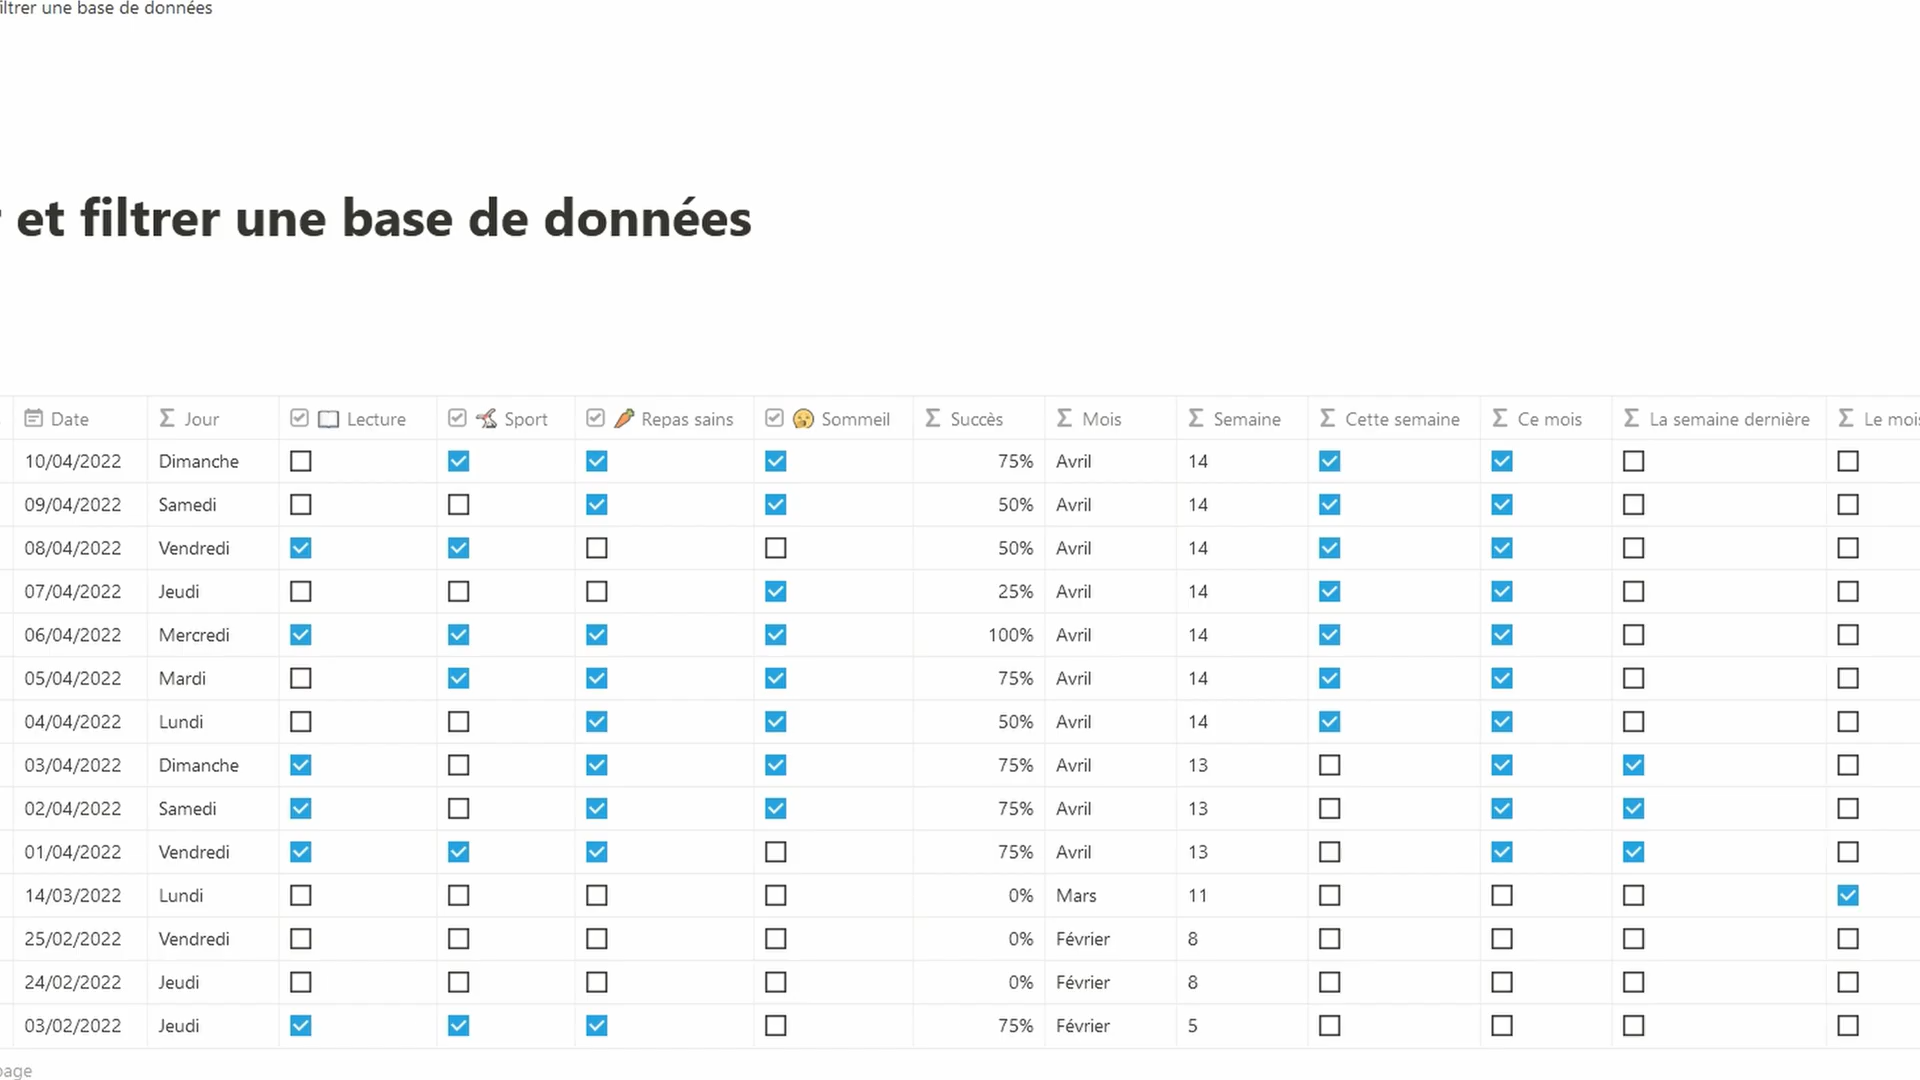 filtrer une base de données
r et filtrer une base de données
Date Jour Lecture Sport Repas sains Sommeil Succès Mois Semaine Cette semaine Ce mois La semaine dernière Le mois
10/04/2022 Dimanche 75% Avril 14
09/04/2022 Samedi 50% Avril 14
08/04/2022 Vendredi 50% Avril 14
07/04/2022 Jeudi 25% Avril 14
06/04/2022 Mercredi 100% Avril 14
05/04/2022 Mardi 75% Avril 14
04/04/2022 Lundi 50% Avril 14
03/04/2022 Dimanche 75% Avril 13
02/04/2022 Samedi 75% Avril 13
01/04/2022 Vendredi 75% Avril 13
14/03/2022 Lundi 0% Mars 11
25/02/2022 Vendredi 0% Février 8
24/02/2022 Jeudi 0% Février 8
03/02/2022 Jeudi 75% Février 5
page